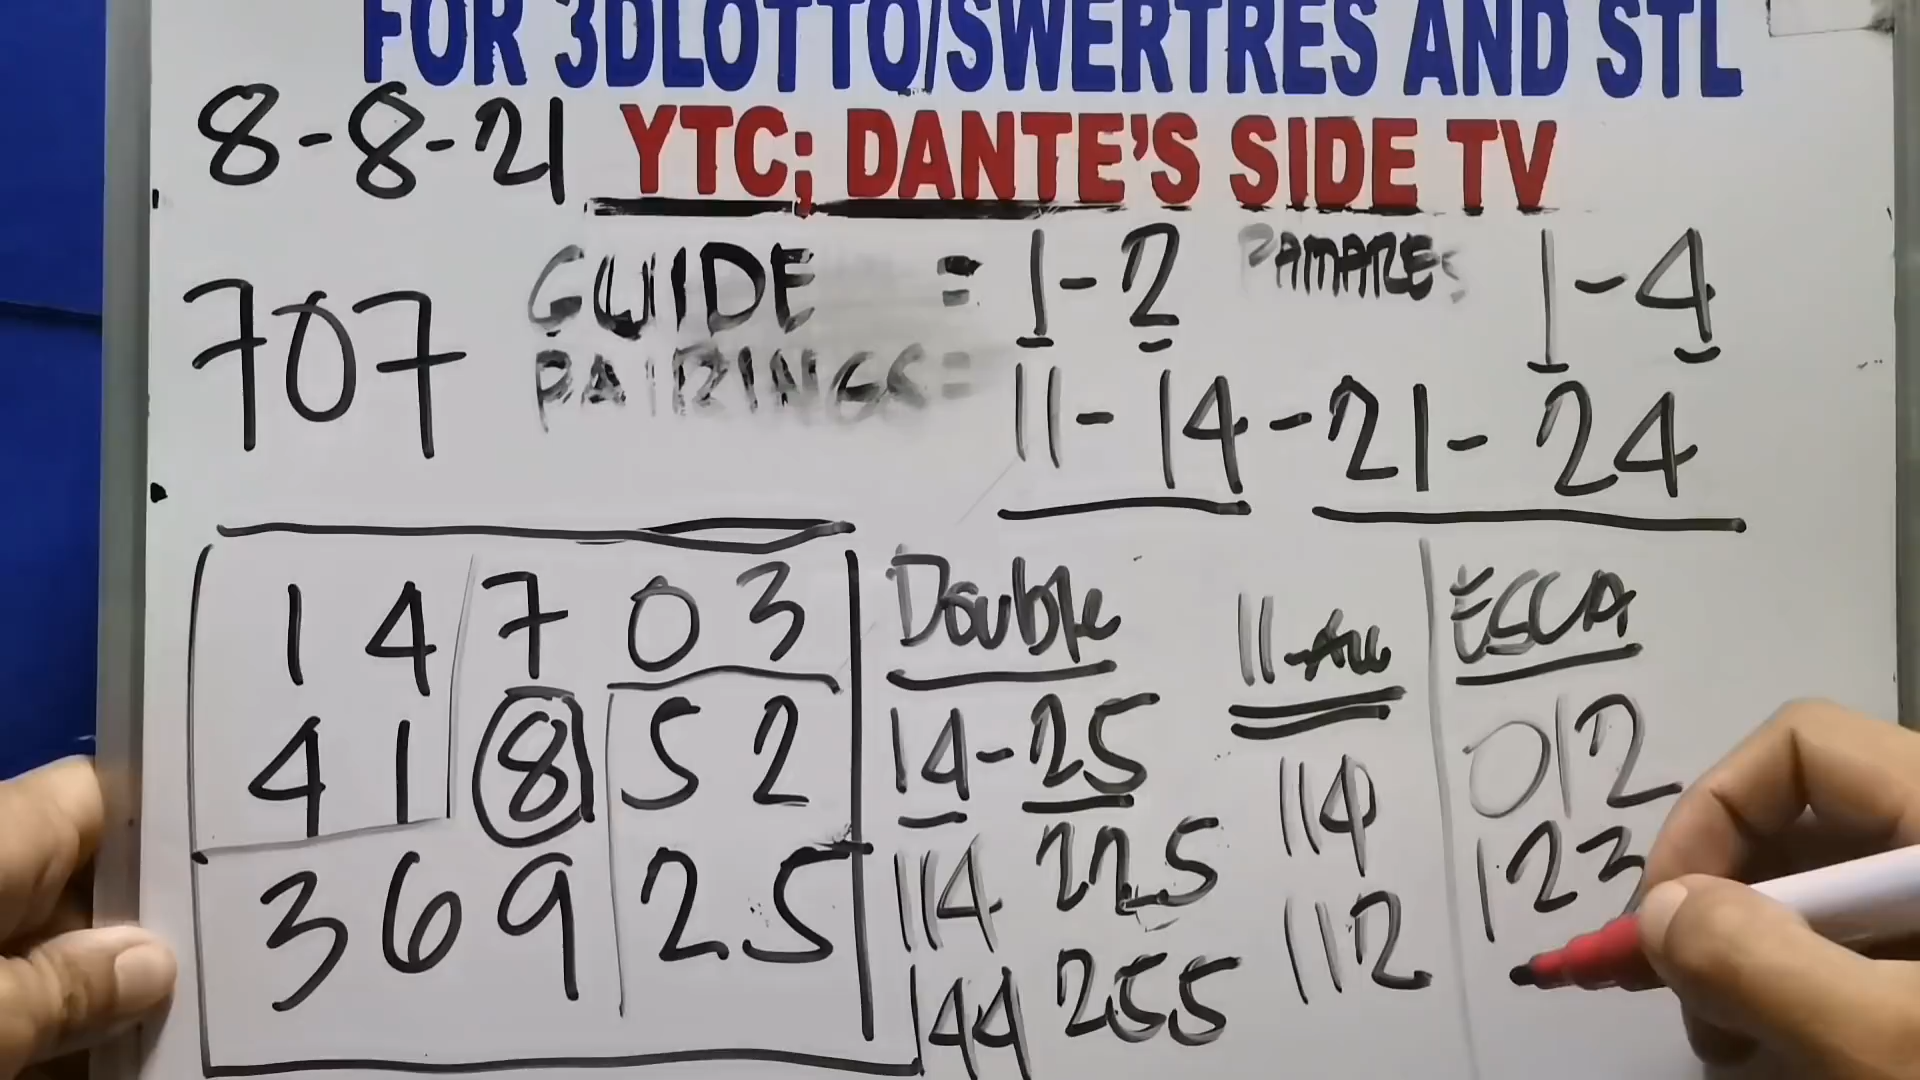 FOR 3DLOTTO/SWERTRES AND STL
8-8-21 YTC; DANTE'S SIDE TV
707 GUIDE = 1-2 PAMARES 1-4
PAIRINGS = 11-14-21-24
1 4 7 0 3
4 1 8 5 2
3 6 9 2 5
Double
14-25
114 225
144 255
11-All
114
112
ESCA
012
123